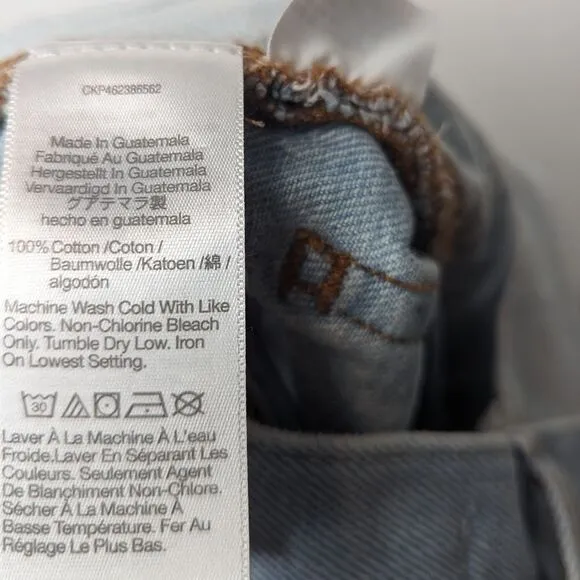 CKP462386562
Made In Guatemala
Fabriqué Au Guatemala
Hergestellt In Guatemala
Vervaardigd In Guatemala
グアテマラ製
hecho en guatemala
100% Cotton /Coton /
Baumwolle /Katoen /綿 /
algodón
Machine Wash Cold With Like
Colors. Non-Chlorine Bleach
Only. Tumble Dry Low. Iron
On Lowest Setting.
30
Laver À La Machine À L'eau
Froide.Laver En Séparant Les
Couleurs. Seulement Agent
De Blanchiment Non-Chlore.
Sécher À La Machine À
Basse Température. Fer Au
Réglage Le Plus Bas.